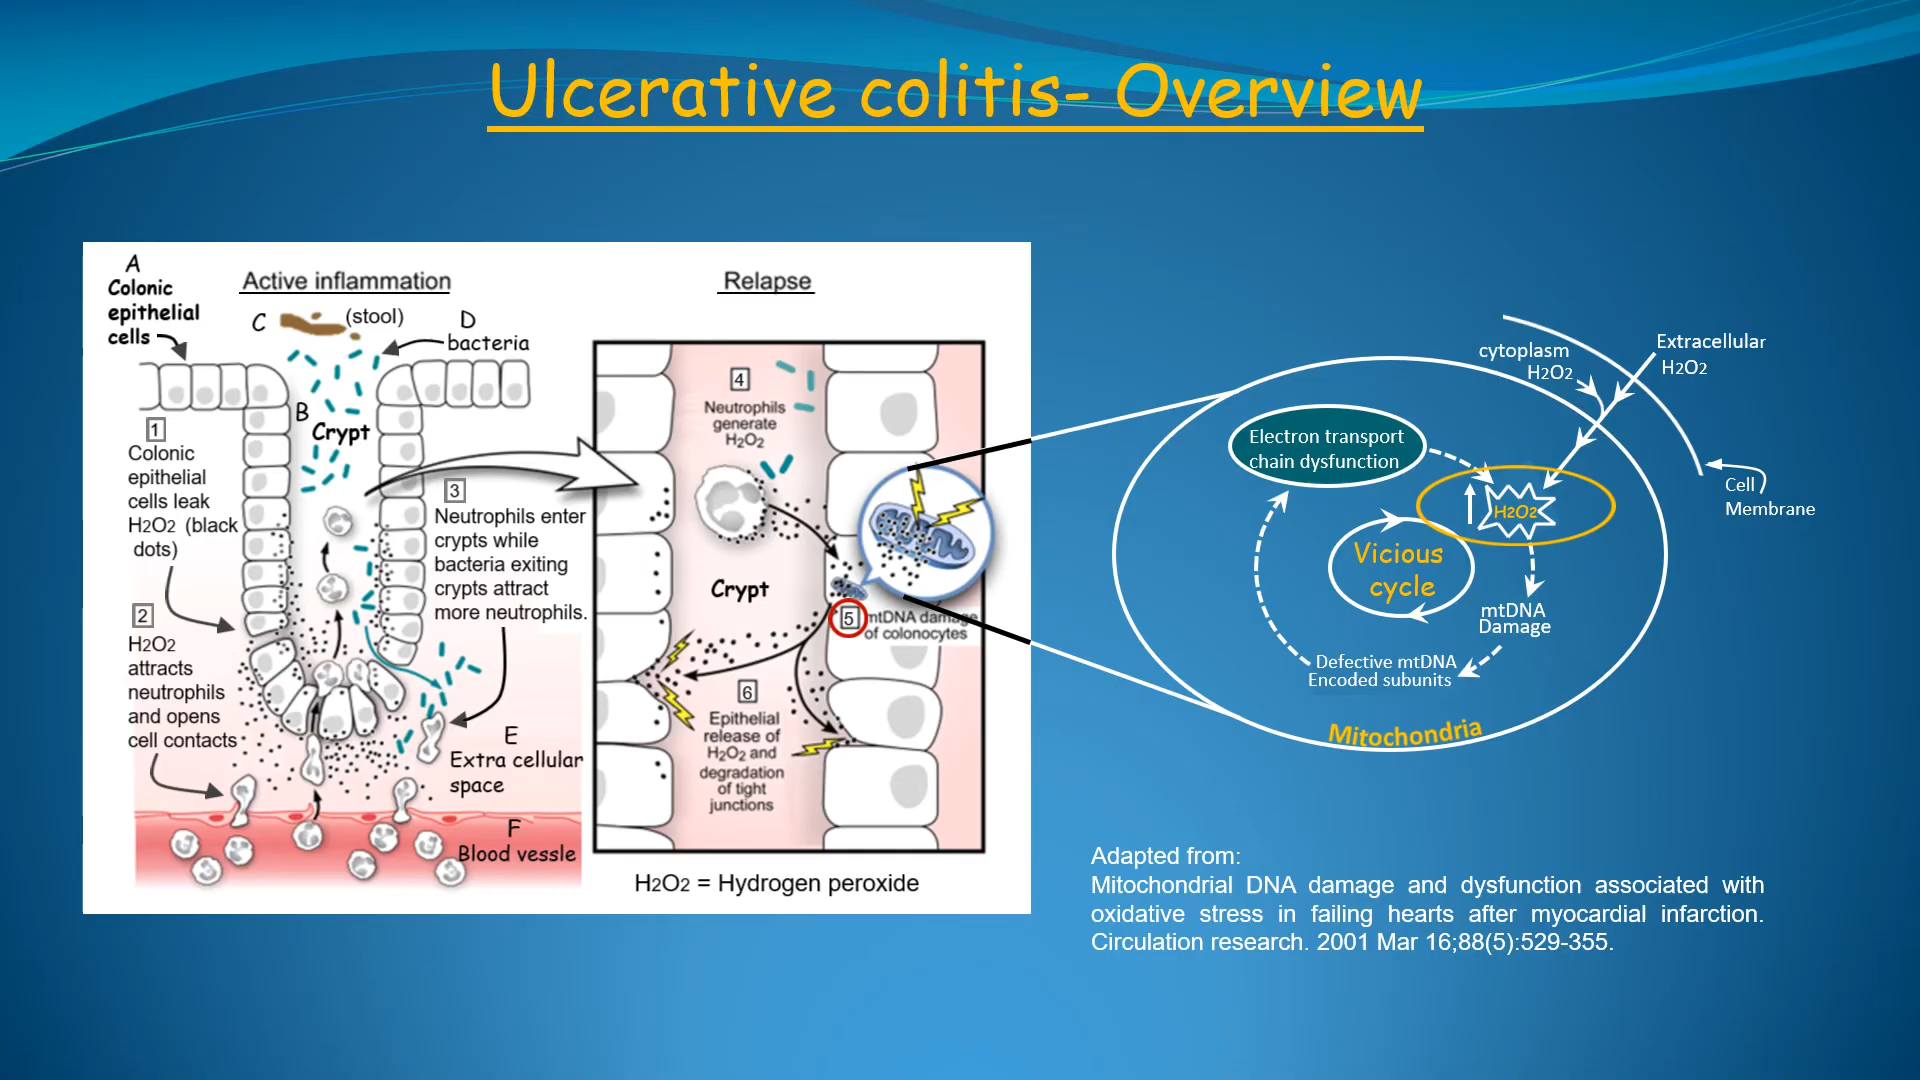 Ulcerative colitis- Overview
A
Colonic
epithelial
cells
Active inflammation
C
(stool)
D
bacteria
B
Crypt
1
Colonic
epithelial
cells leak
H2O2 (black
dots)
2
H2O2
attracts
neutrophils
and opens
cell contacts
3
Neutrophils enter
crypts while
bacteria exiting
crypts attract
more neutrophils.
E
Extra cellular
space
F
Blood vessle
Relapse
4
Neutrophils
generate
H2O2
Crypt
5
mtDNA damage
of colonocytes
6
Epithelial
release of
H2O2 and
degradation
of tight
junctions
H2O2 = Hydrogen peroxide
cytoplasm
H2O2
Extracellular
H2O2
Cell
Membrane
Electron transport
chain dysfunction
H2O2
Vicious
cycle
mtDNA
Damage
Defective mtDNA
Encoded subunits
Mitochondria
Adapted from:
Mitochondrial DNA damage and dysfunction associated with
oxidative stress in failing hearts after myocardial infarction.
Circulation research. 2001 Mar 16;88(5):529-355.